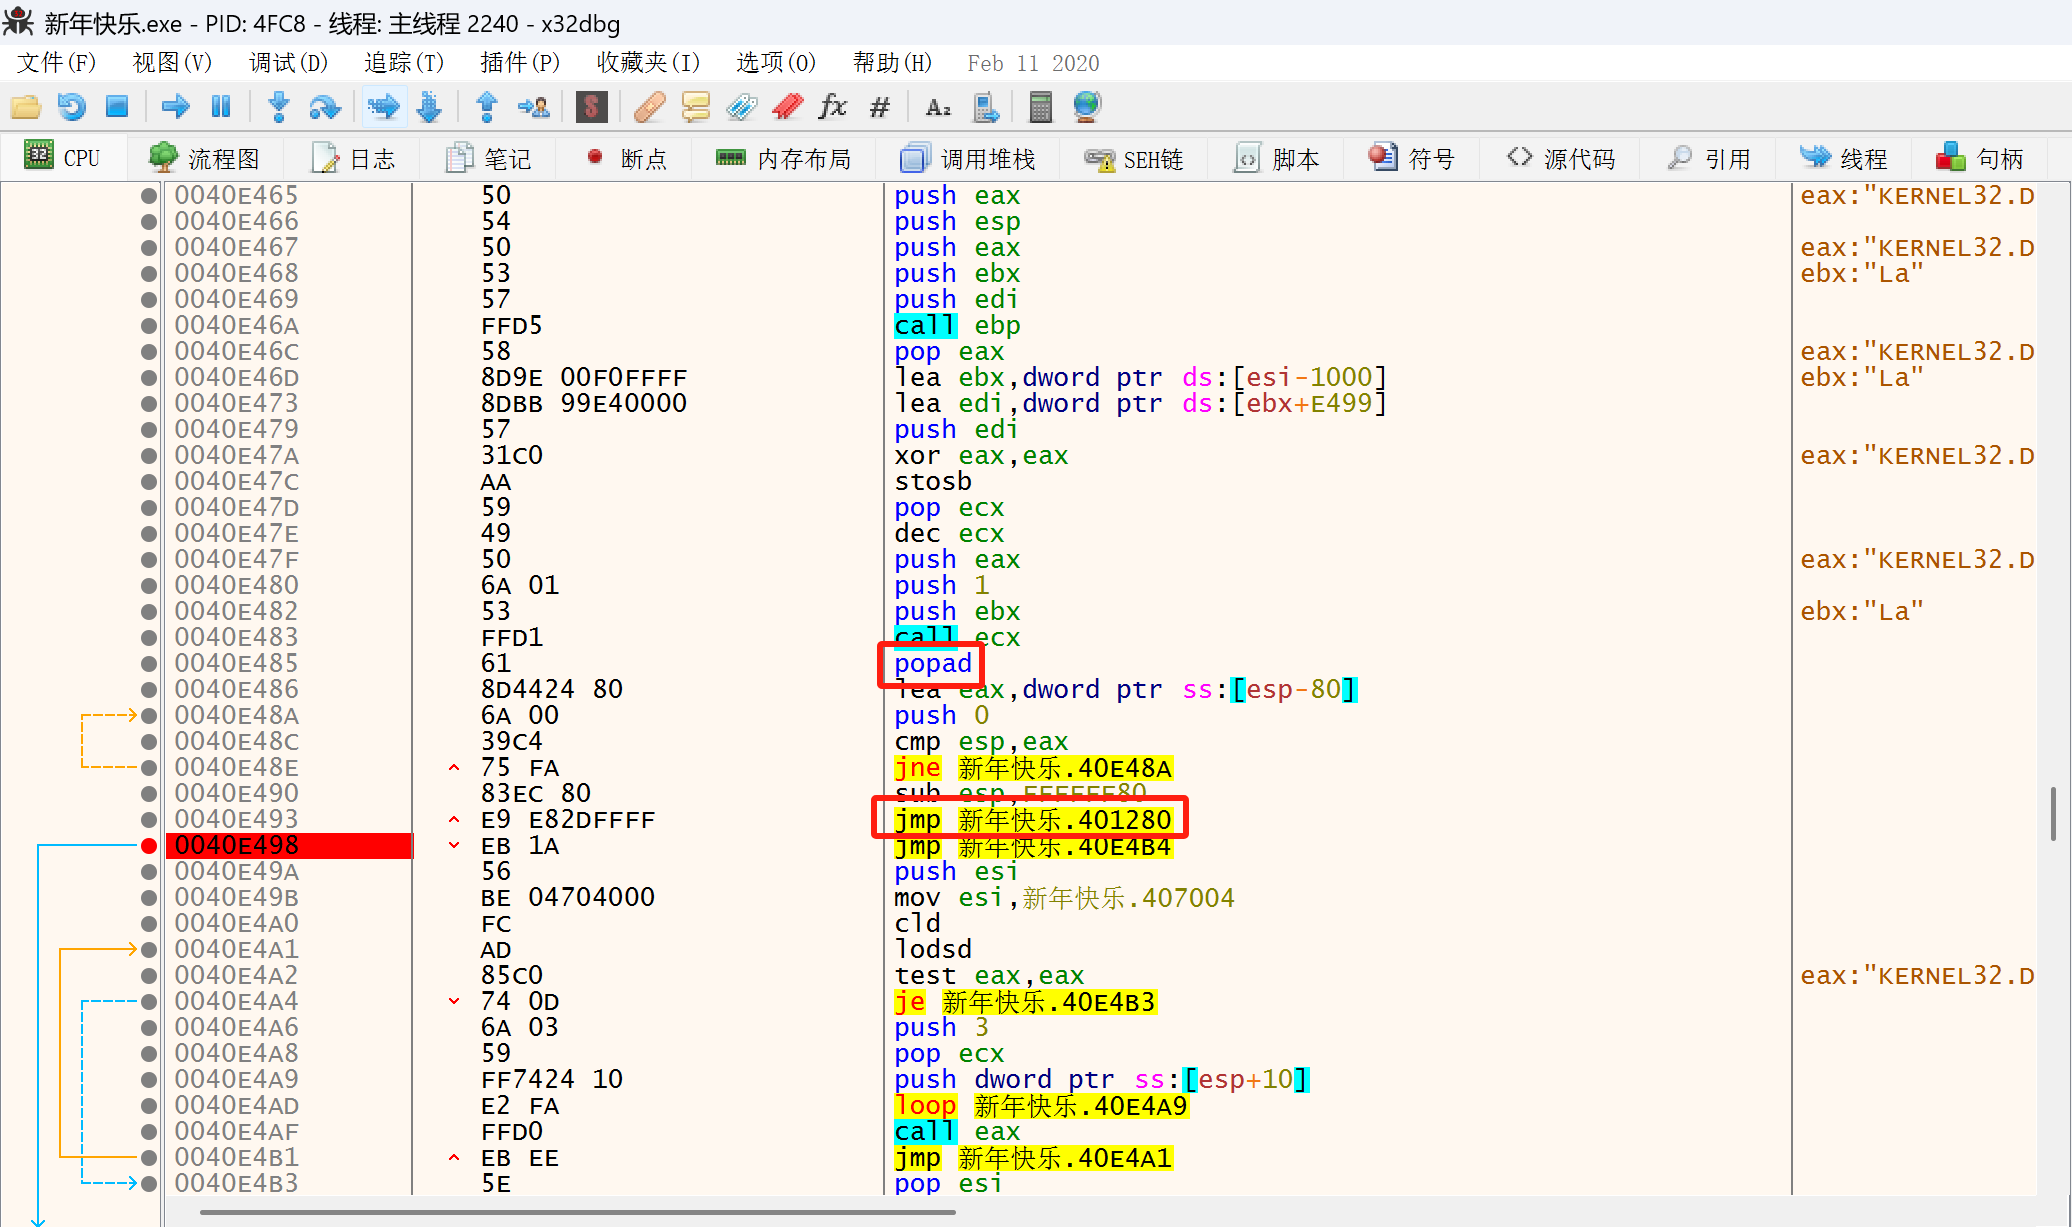 新年快乐.exe - PID: 4FC8 - 线程: 主线程 2240 - x32dbg
文件(F) 视图(V) 调试(D) 追踪(T) 插件(P) 收藏夹(I) 选项(O) 帮助(H) Feb 11 2020
CPU 流程图 日志 笔记 断点 内存布局 调用堆栈 SEH链 脚本 符号 源代码 引用 线程 句柄
0040E465 50 push eax eax:"KERNEL32.D
0040E466 54 push esp
0040E467 50 push eax eax:"KERNEL32.D
0040E468 53 push ebx ebx:"La"
0040E469 57 push edi
0040E46A FFD5 call ebp
0040E46C 58 pop eax eax:"KERNEL32.D
0040E46D 8D9E 00F0FFFF lea ebx,dword ptr ds:[esi-1000] ebx:"La"
0040E473 8DBB 99E40000 lea edi,dword ptr ds:[ebx+E499]
0040E479 57 push edi
0040E47A 31C0 xor eax,eax eax:"KERNEL32.D
0040E47C AA stosb
0040E47D 59 pop ecx
0040E47E 49 dec ecx
0040E47F 50 push eax eax:"KERNEL32.D
0040E480 6A 01 push 1
0040E482 53 push ebx ebx:"La"
0040E483 FFD1 call ecx
0040E485 61 popad
0040E486 8D4424 80 lea eax,dword ptr ss:[esp-80]
0040E48A 6A 00 push 0
0040E48C 39C4 cmp esp,eax
0040E48E 75 FA jne 新年快乐.40E48A
0040E490 83EC 80 sub esp,FFFFFF80
0040E493 E9 E82DFFFF jmp 新年快乐.401280
0040E498 EB 1A jmp 新年快乐.40E4B4
0040E49A 56 push esi
0040E49B BE 04704000 mov esi,新年快乐.407004
0040E4A0 FC cld
0040E4A1 AD lodsd
0040E4A2 85C0 test eax,eax eax:"KERNEL32.D
0040E4A4 74 0D je 新年快乐.40E4B3
0040E4A6 6A 03 push 3
0040E4A8 59 pop ecx
0040E4A9 FF7424 10 push dword ptr ss:[esp+10]
0040E4AD E2 FA loop 新年快乐.40E4A9
0040E4AF FFD0 call eax
0040E4B1 EB EE jmp 新年快乐.40E4A1
0040E4B3 5E pop esi